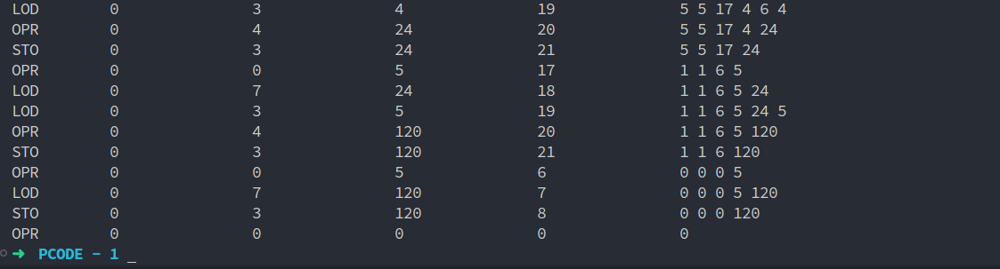 LOD 0 3 4 19 5 5 17 4 6 4
OPR 0 4 24 20 5 5 17 4 24
STO 0 3 24 21 5 5 17 24
OPR 0 0 5 17 1 1 6 5
LOD 0 7 24 18 1 1 6 5 24
LOD 0 3 5 19 1 1 6 5 24 5
OPR 0 4 120 20 1 1 6 5 120
STO 0 3 120 21 1 1 6 120
OPR 0 0 5 6 0 0 0 5
LOD 0 7 120 7 0 0 0 5 120
STO 0 3 120 8 0 0 0 120
OPR 0 0 0 0 0
➜ PCODE - 1 _